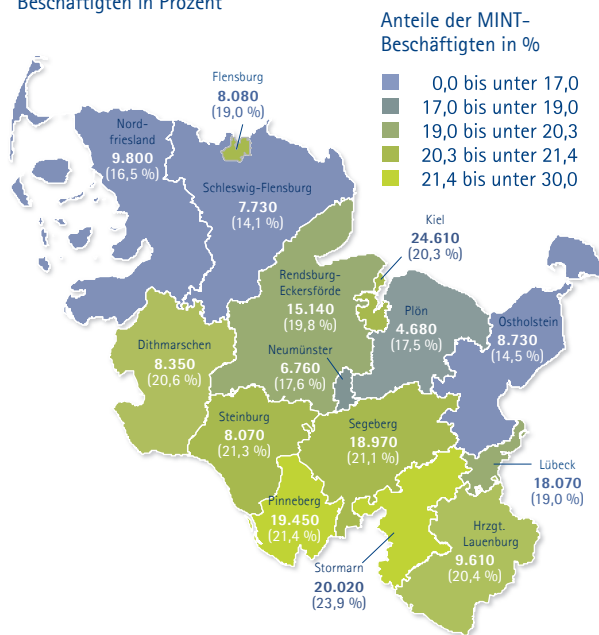 Beschäftigten in Prozent
Anteile der MINT-
Beschäftigten in %
0,0 bis unter 17,0
17,0 bis unter 19,0
19,0 bis unter 20,3
20,3 bis unter 21,4
21,4 bis unter 30,0
Flensburg
8.080
(19,0 %)
Nord-
friesland
9.800
(16,5 %)
Schleswig-Flensburg
7.730
(14,1 %)
Kiel
24.610
(20,3 %)
Rendsburg-
Eckersförde
15.140
(19,8 %)
Plön
4.680
(17,5 %)
Ostholstein
8.730
(14,5 %)
Dithmarschen
8.350
(20,6 %)
Neumünster
6.760
(17,6 %)
Steinburg
8.070
(21,3 %)
Segeberg
18.970
(21,1 %)
Lübeck
18.070
(19,0 %)
Pinneberg
19.450
(21,4 %)
Hrzgt.
Lauenburg
9.610
(20,4 %)
Stormarn
20.020
(23,9 %)